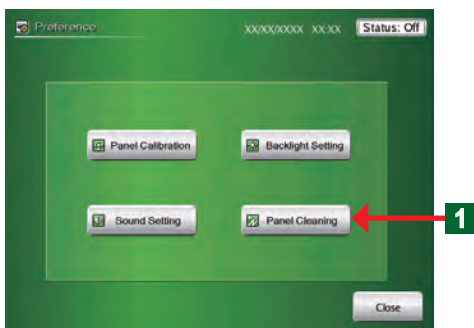 Preference XX/XX/XXXX XX:XX Status: Off
Panel Calibration Backlight Setting
Sound Setting Panel Cleaning
1
Close